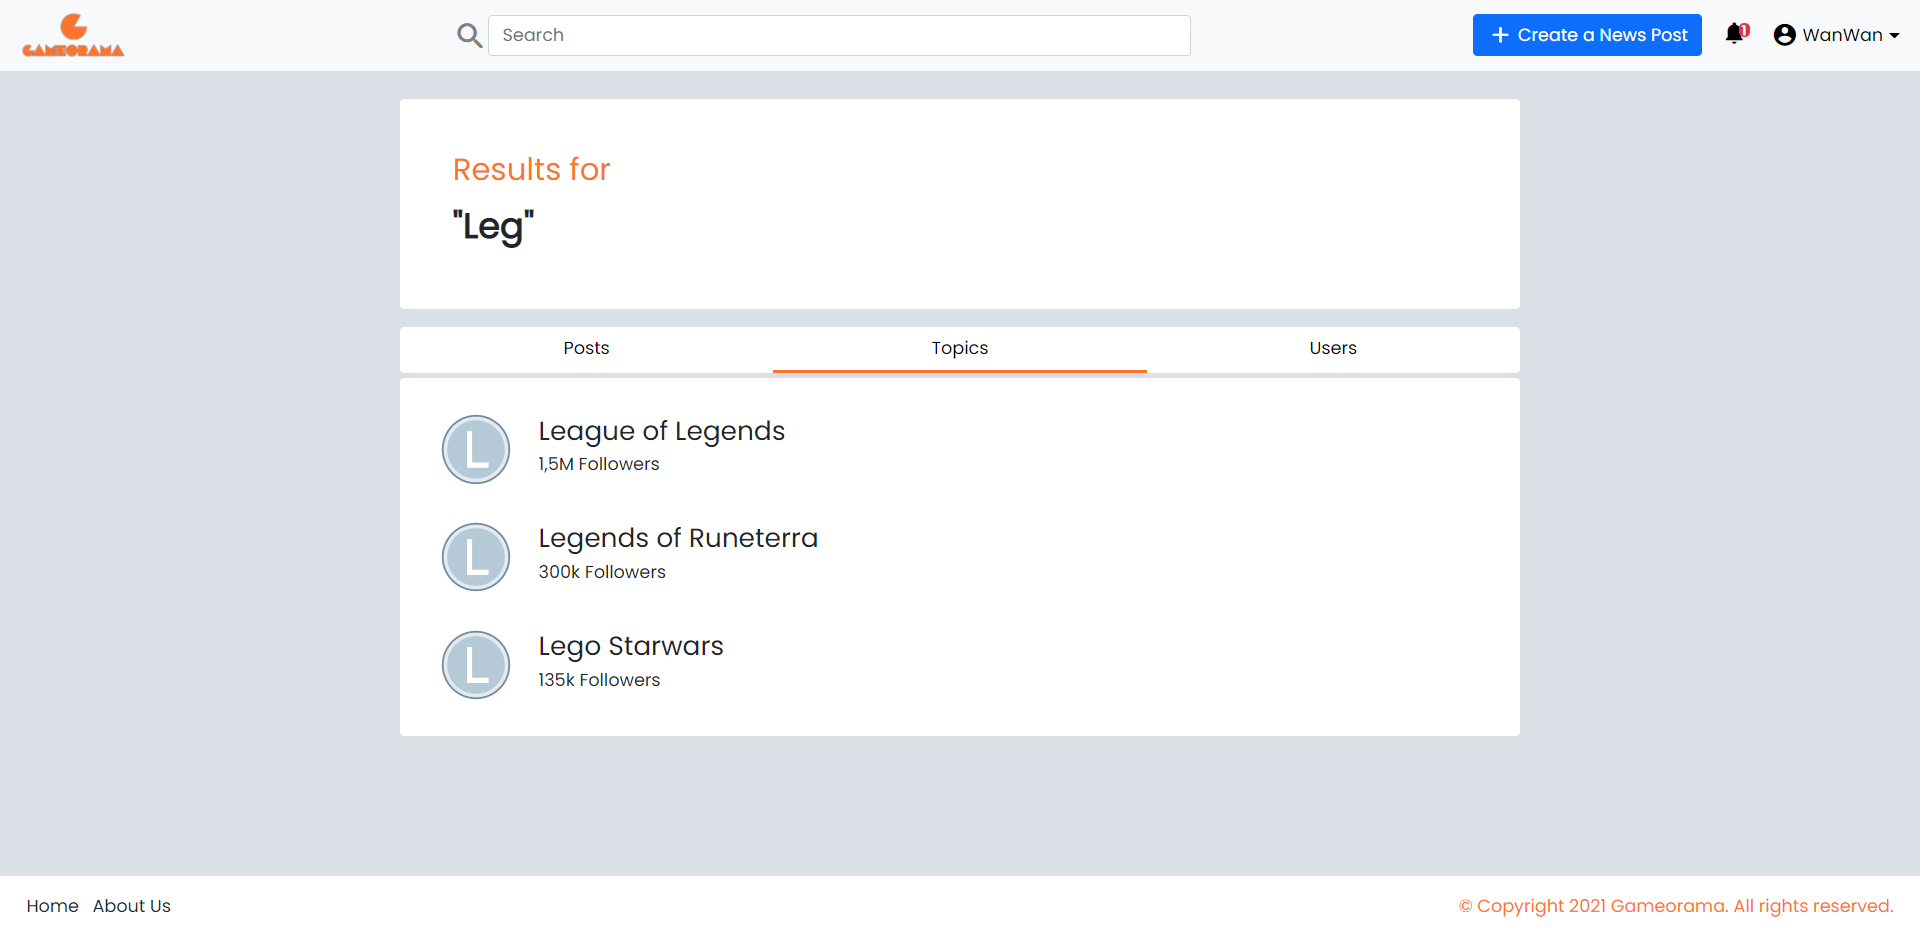 GAMEORAMA
Search
Create a News Post
1
WanWan
Results for
"Leg"
Posts
Topics
Users
L
League of Legends
1,5M Followers
L
Legends of Runeterra
300k Followers
L
Lego Starwars
135k Followers
Home
About Us
© Copyright 2021 Gameorama. All rights reserved.